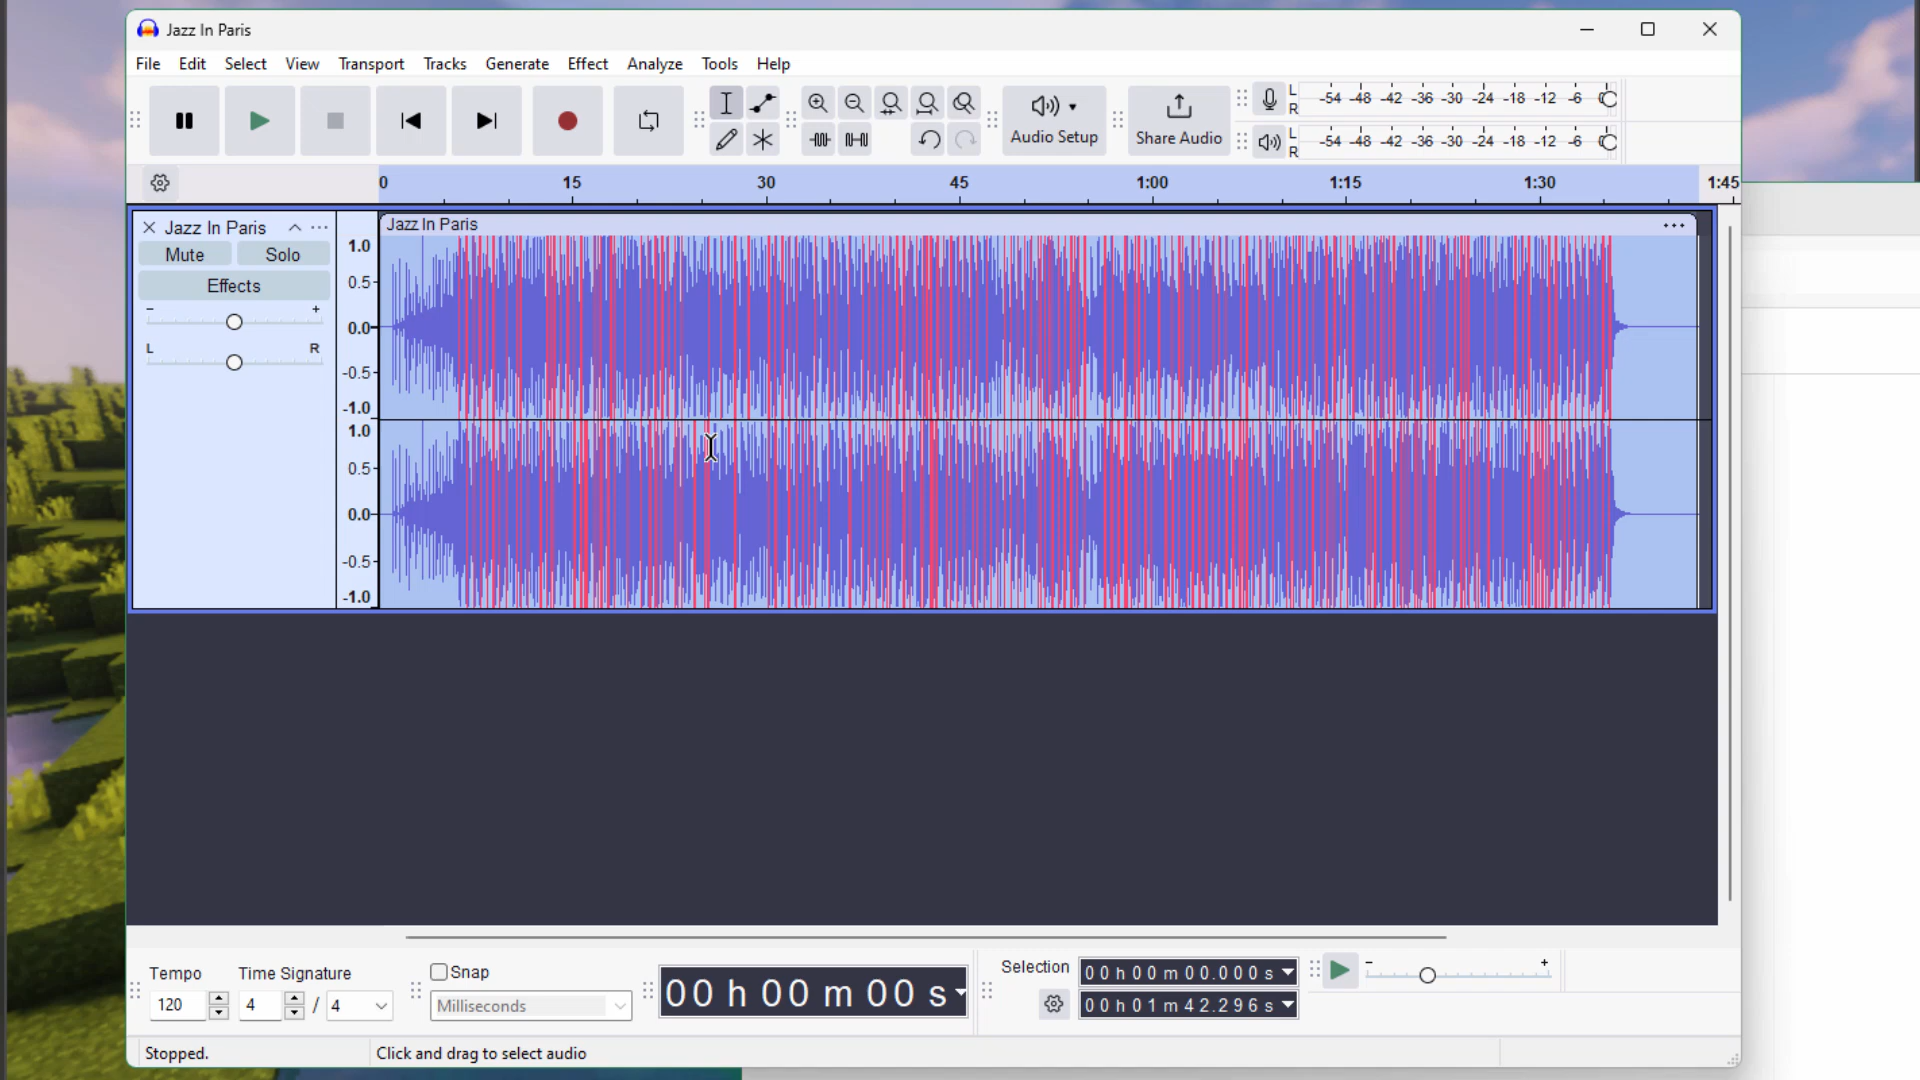 Jazz In Paris
File Edit Select View Transport Tracks Generate Effect Analyze Tools Help
Audio Setup
Share Audio
L
R
-54 -48 -42 -36 -30 -24 -18 -12 -6 0
L
R
-54 -48 -42 -36 -30 -24 -18 -12 -6 0
0 15 30 45 1:00 1:15 1:30 1:45
Jazz In Paris
Mute Solo
Effects
- +
L R
Jazz In Paris
1.0
0.5
0.0
-0.5
-1.0
1.0
0.5
0.0
-0.5
-1.0
Tempo
120
Time Signature
4 / 4
Snap
Milliseconds
00 h 00 m 00 s
Selection
00 h 00 m 00.000 s
00 h 01 m 42.296 s
- +
Stopped.
Click and drag to select audio